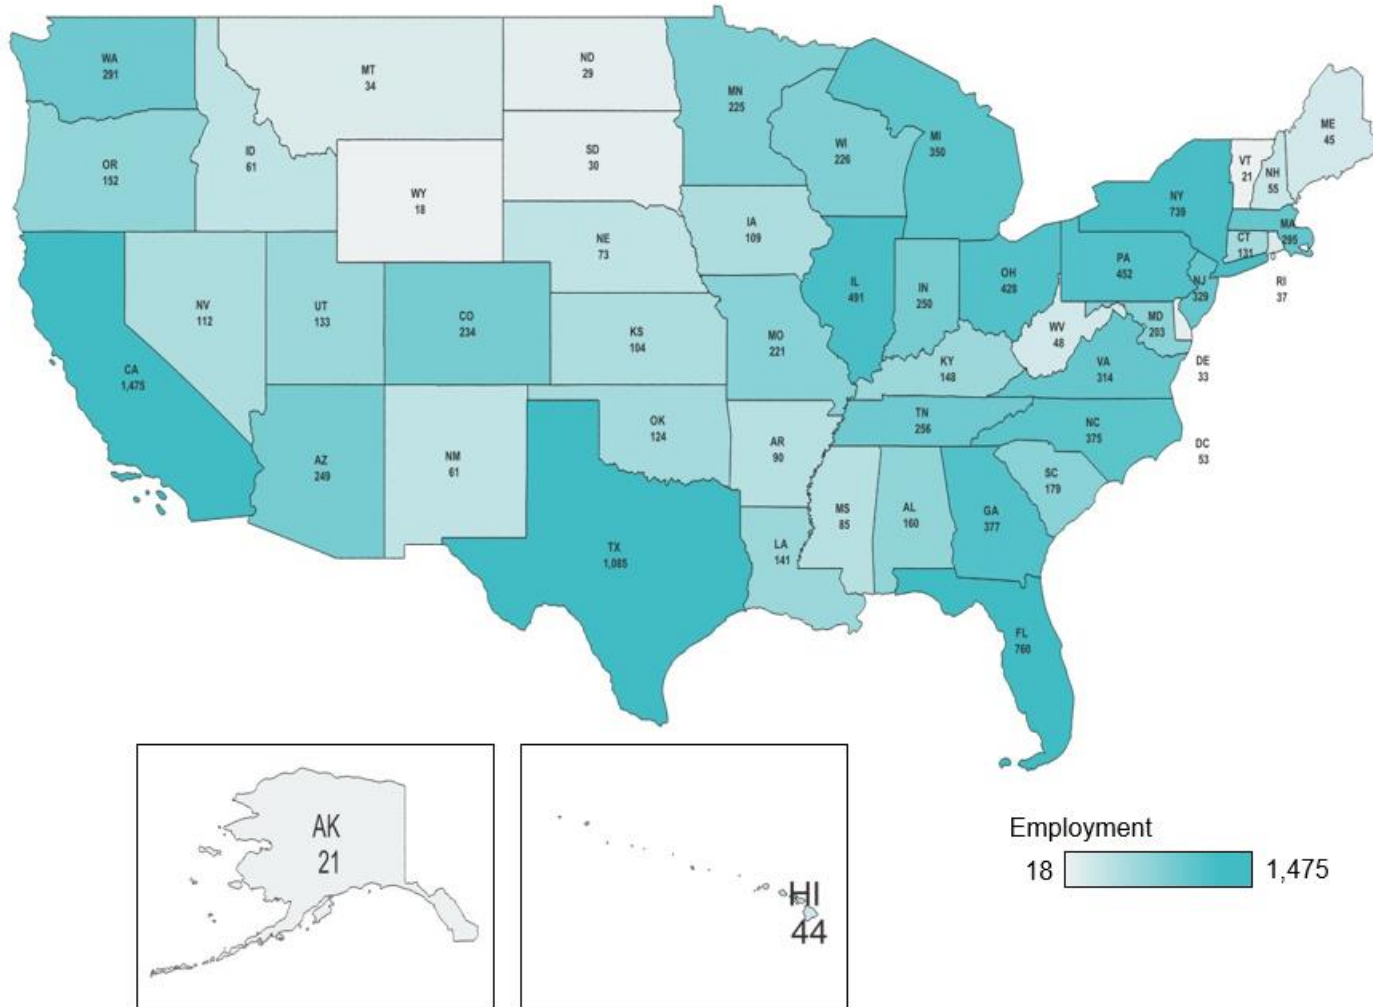 WA
291
MT
34
ND
29
MN
225
ID
61
OR
152
SD
30
WI
226
MI
350
ME
45
VT
21
NH
55
WY
18
NY
739
MA
295
CT
131
RI
37
IA
109
NE
73
PA
452
NJ
329
IL
491
IN
250
OH
428
NV
112
UT
133
CO
234
MD
203
WV
48
KS
104
MO
221
CA
1,475
KY
148
VA
314
DE
33
TN
256
NC
375
DC
53
OK
124
AR
90
AZ
249
NM
61
SC
179
MS
85
AL
160
GA
377
TX
1,085
LA
141
FL
760
AK
21
HI
44
Employment
18
1,475